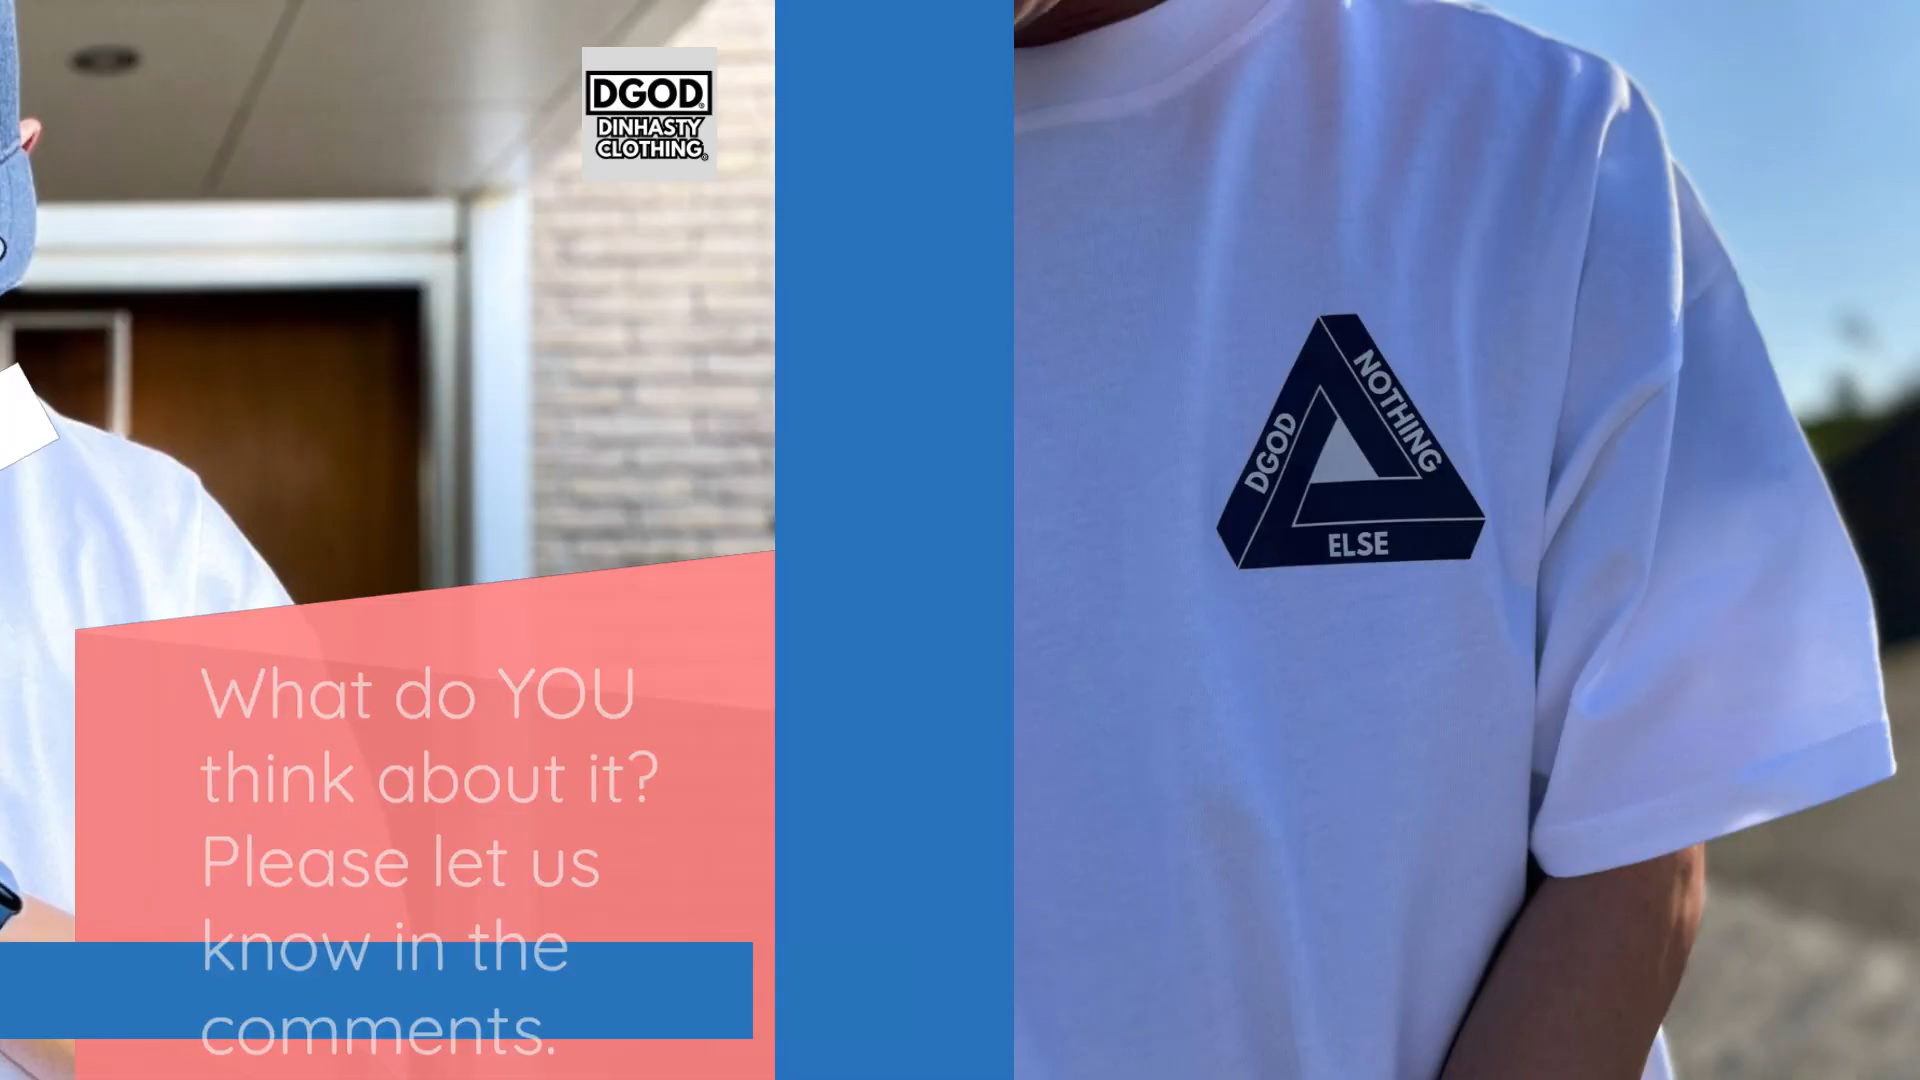 DGOD®
DINHASTY
CLOTHING®
What do YOU
think about it?
Please let us
know in the
comments.
DGOD
NOTHING
ELSE